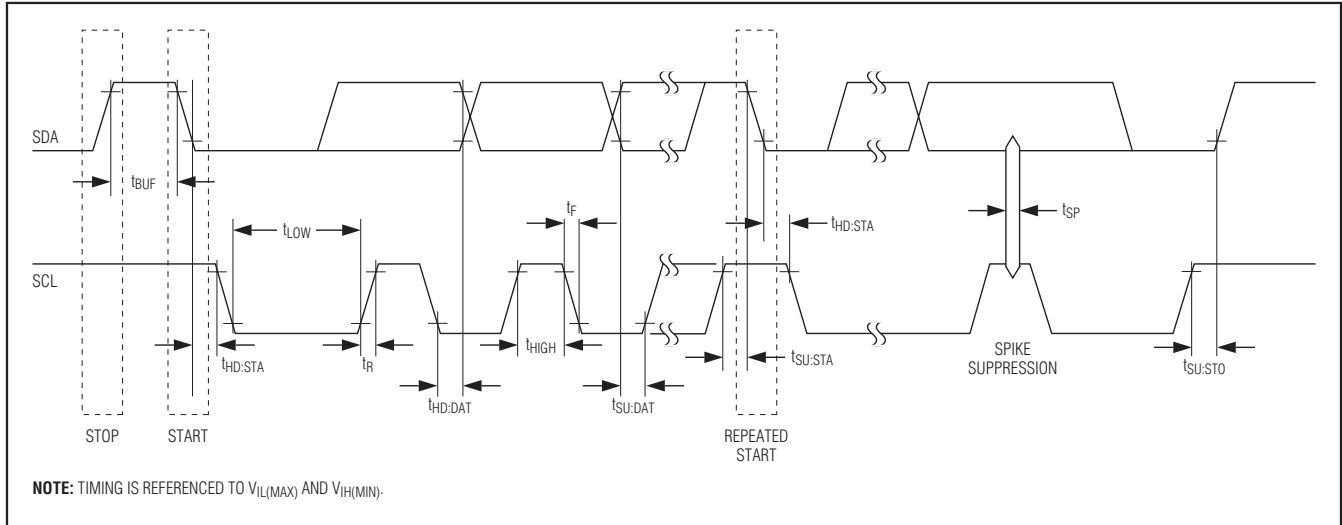 SDA
tBUF
tF
tLOW
tHD:STA
tSP
SCL
tHD:STA
tR
tHIGH
tSU:STA
SPIKE
SUPPRESSION
tSU:STO
tHD:DAT
tSU:DAT
STOP
START
REPEATED
START
NOTE: TIMING IS REFERENCED TO VIL(MAX) AND VIH(MIN).